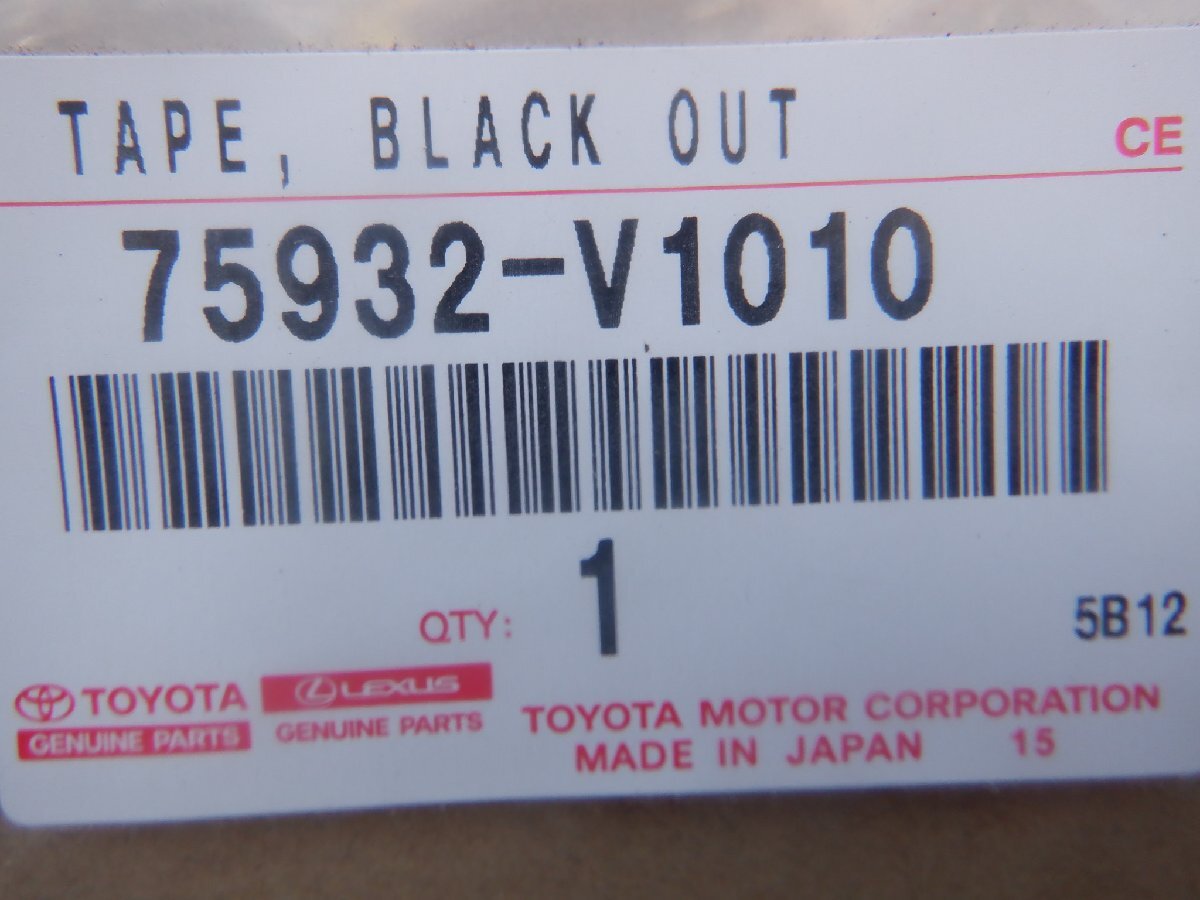 TAPE, BLACK OUT
CE
75932-V1010
QTY: 1
5B12
TOYOTA
GENUINE PARTS
LEXUS
GENUINE PARTS
TOYOTA MOTOR CORPORATION
MADE IN JAPAN 15